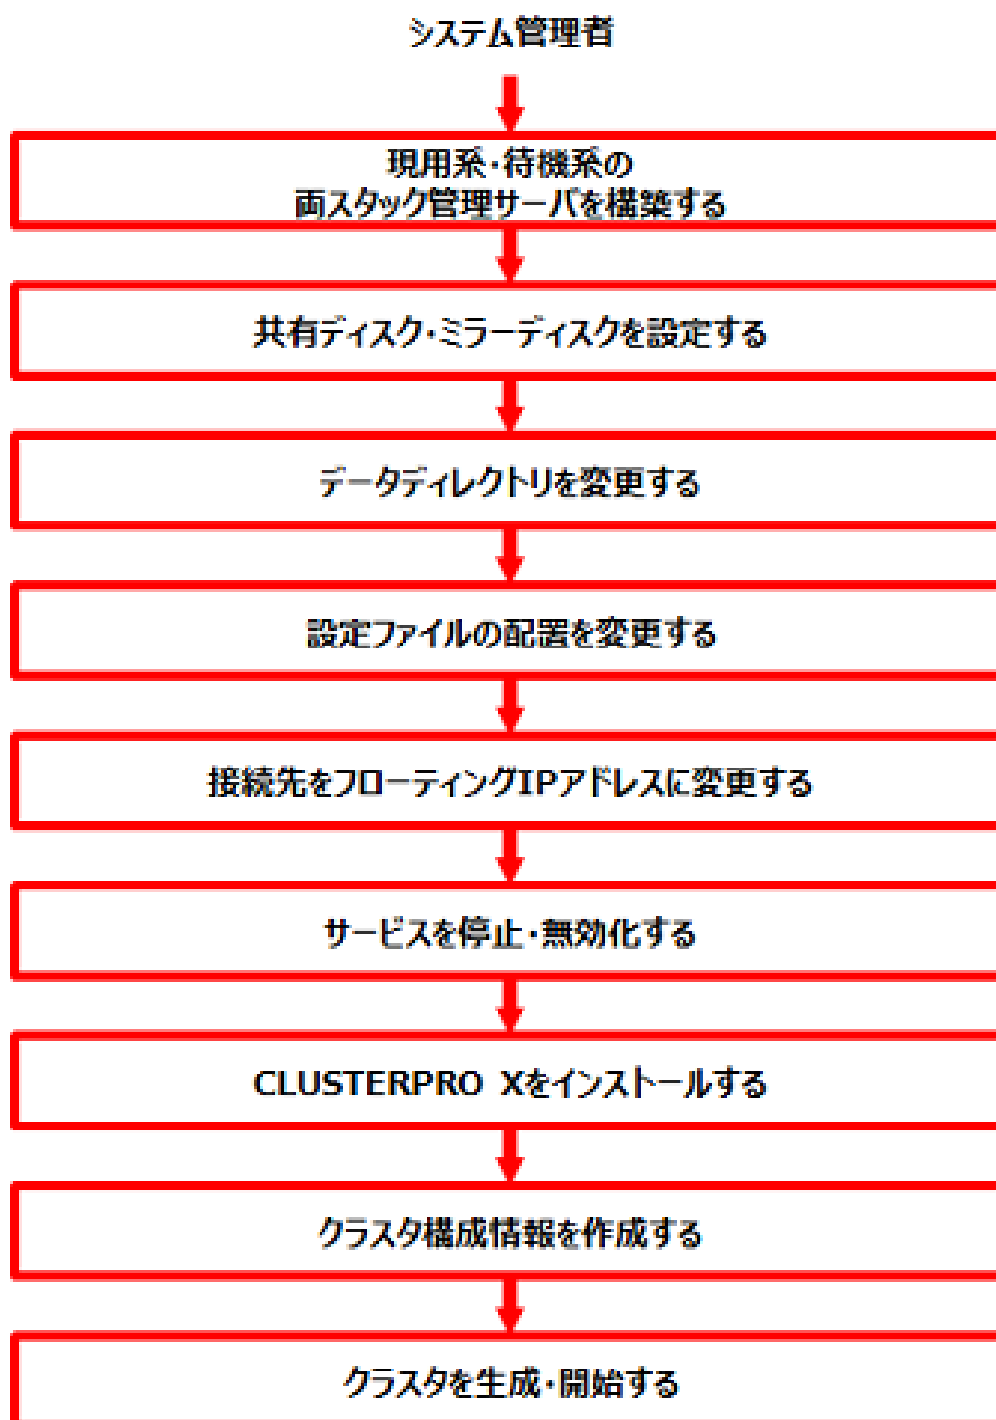 システム管理者
現用系・待機系の
両スタック管理サーバを構築する
共有ディスク・ミラーディスクを設定する
データディレクトリを変更する
設定ファイルの配置を変更する
接続先をフローティングIPアドレスに変更する
サービスを停止・無効化する
CLUSTERPRO Xをインストールする
クラスタ構成情報を作成する
クラスタを生成・開始する